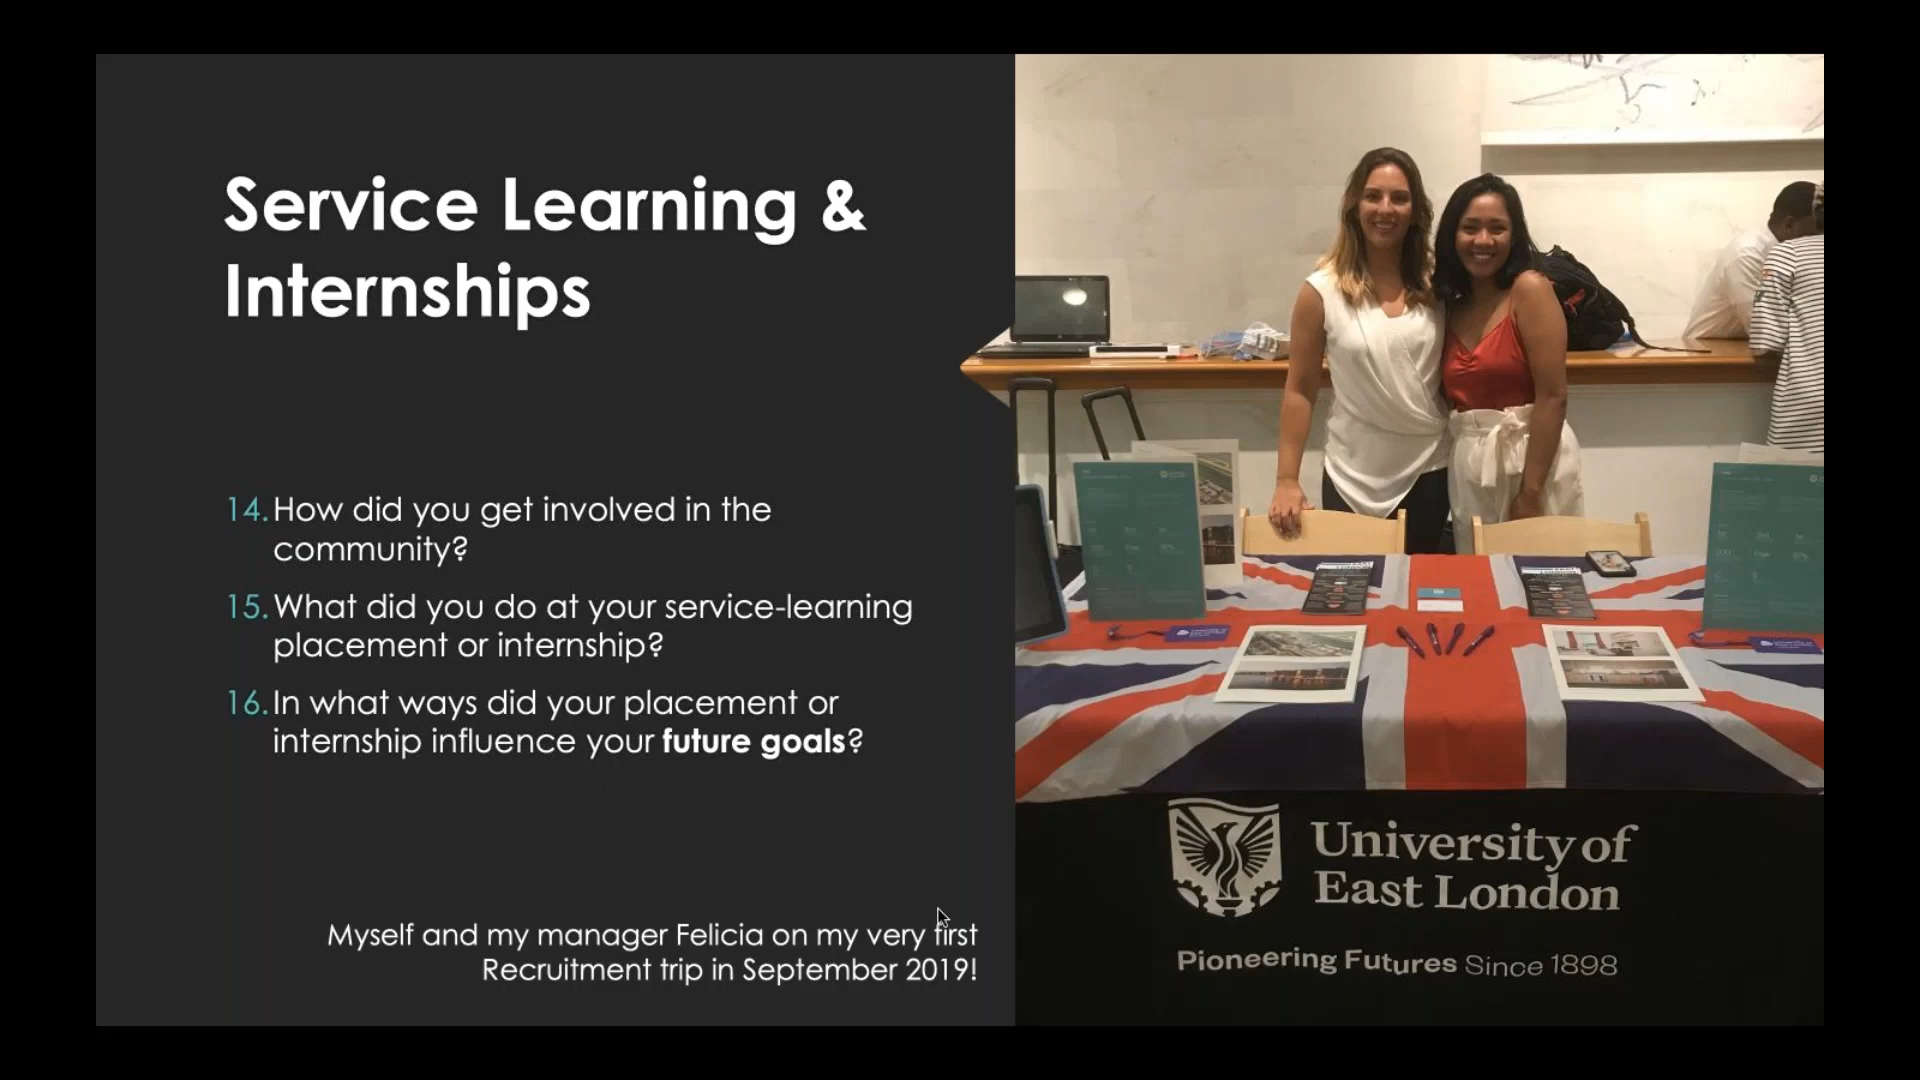 Service Learning &
Internships
14. How did you get involved in the
community?
15. What did you do at your service-learning
placement or internship?
16. In what ways did your placement or
internship influence your future goals?
Myself and my manager Felicia on my very first
Recruitment trip in September 2019!
University of
East London
Pioneering Futures Since 1898